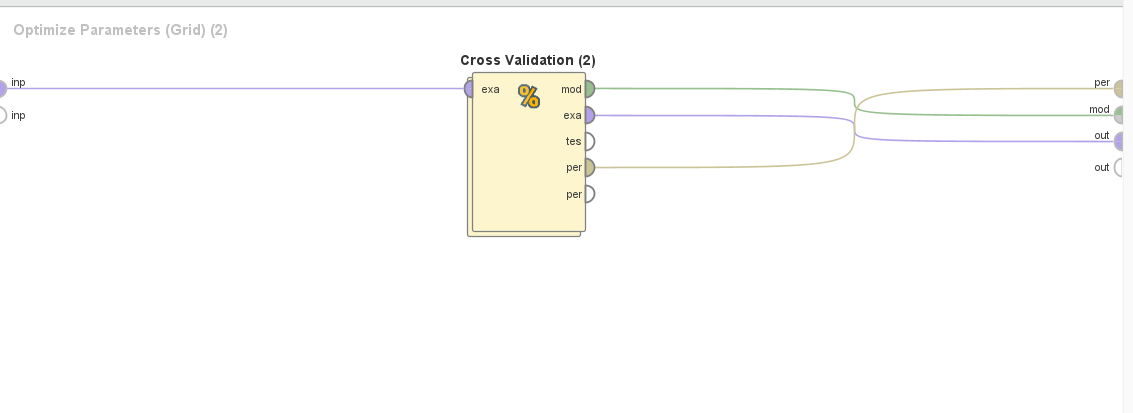 Optimize Parameters (Grid) (2)
Cross Validation (2)
inp
inp
exa
%
mod
exa
tes
per
per
per
mod
out
out